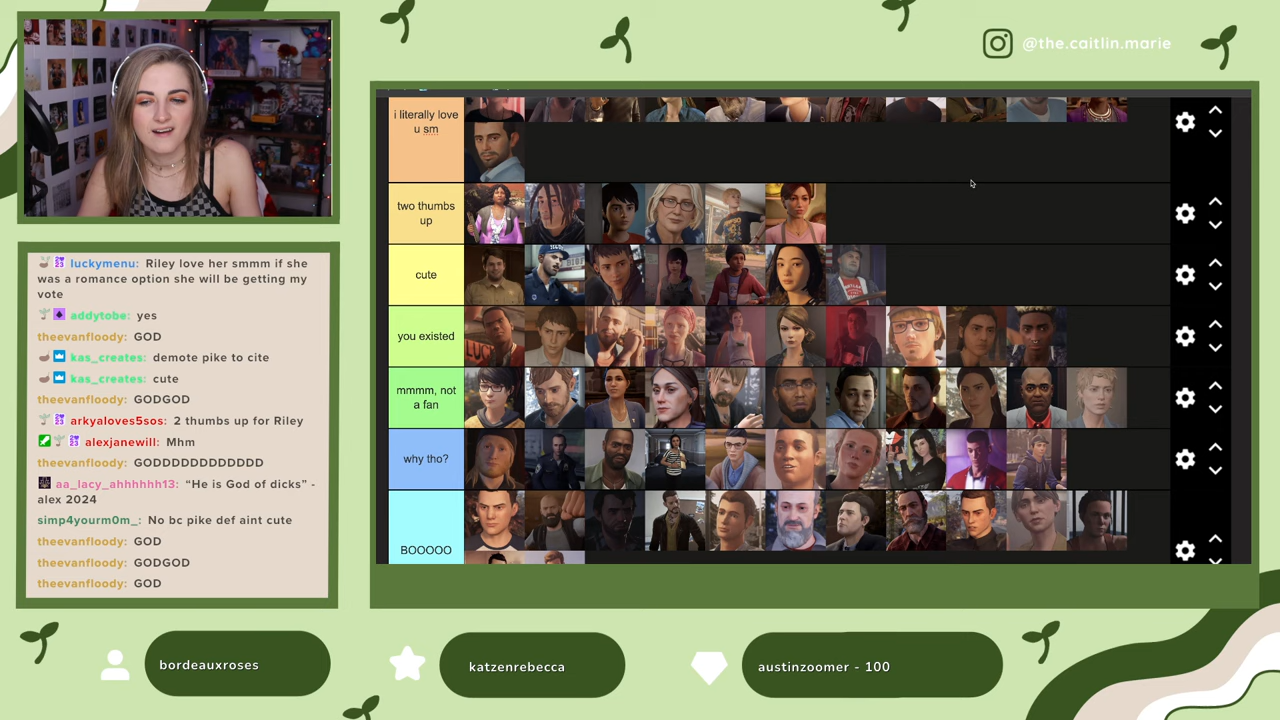 @the.caitlin.marie
luckymenu: Riley love her smmm if she
was a romance option she will be getting my
vote
addytobe: yes
theevanfloody: GOD
kas_creates: demote pike to cite
kas_creates: cute
theevanfloody: GODGOD
arkyaloves5sos: 2 thumbs up for Riley
alexjanewill: Mhm
theevanfloody: GODDDDDDDDDDDD
aa_lacy_ahhhhhh13: “He is God of dicks” -
alex 2024
simp4yourm0m_: No bc pike def aint cute
theevanfloody: GOD
theevanfloody: GODGOD
theevanfloody: GOD
i literally love
u sm
two thumbs
up
cute
you existed
mmmm, not
a fan
why tho?
BOOOOO
bordeauxroses
katzenrebecca
austinzoomer - 100